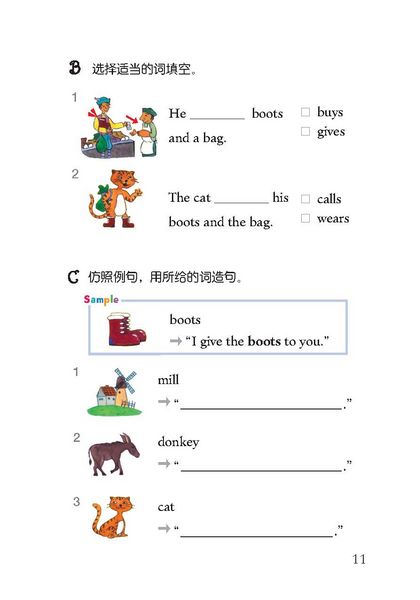 B 选择适当的词填空。
1
He ________ boots □ buys
and a bag. □ gives
2
The cat ________ his □ calls
boots and the bag. □ wears
C 仿照例句，用所给的词造句。
Sample
boots
⇨ “I give the boots to you.”
1 mill
⇨ “________________________.”
2 donkey
⇨ “________________________.”
3 cat
⇨ “________________________.”
11